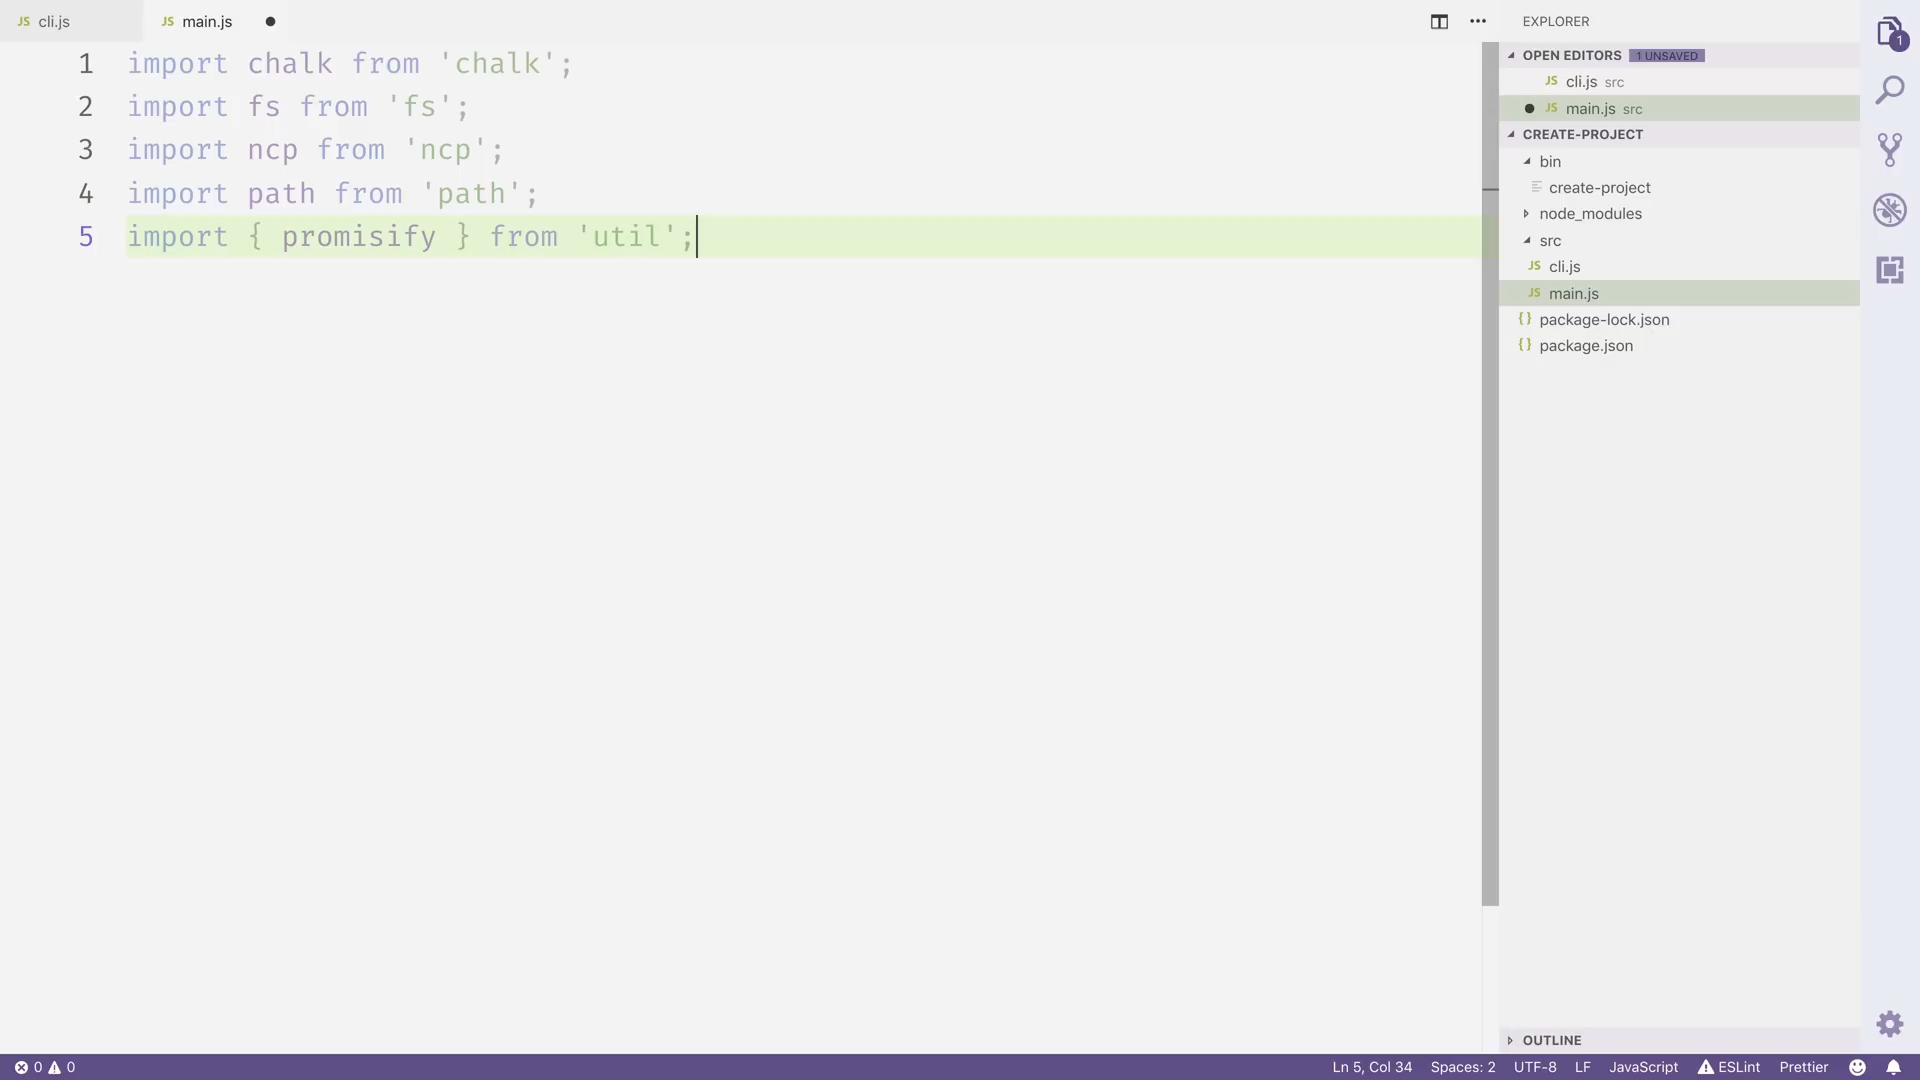 JS cli.js
JS main.js
EXPLORER
1 import chalk from 'chalk';
2 import fs from 'fs';
3 import ncp from 'ncp';
4 import path from 'path';
5 import { promisify } from 'util';
OPEN EDITORS 1 UNSAVED
JS cli.js src
JS main.js src
CREATE-PROJECT
bin
create-project
node_modules
src
JS cli.js
JS main.js
{} package-lock.json
{} package.json
1
OUTLINE
0 0
Ln 5, Col 34 Spaces: 2 UTF-8 LF JavaScript ESLint Prettier